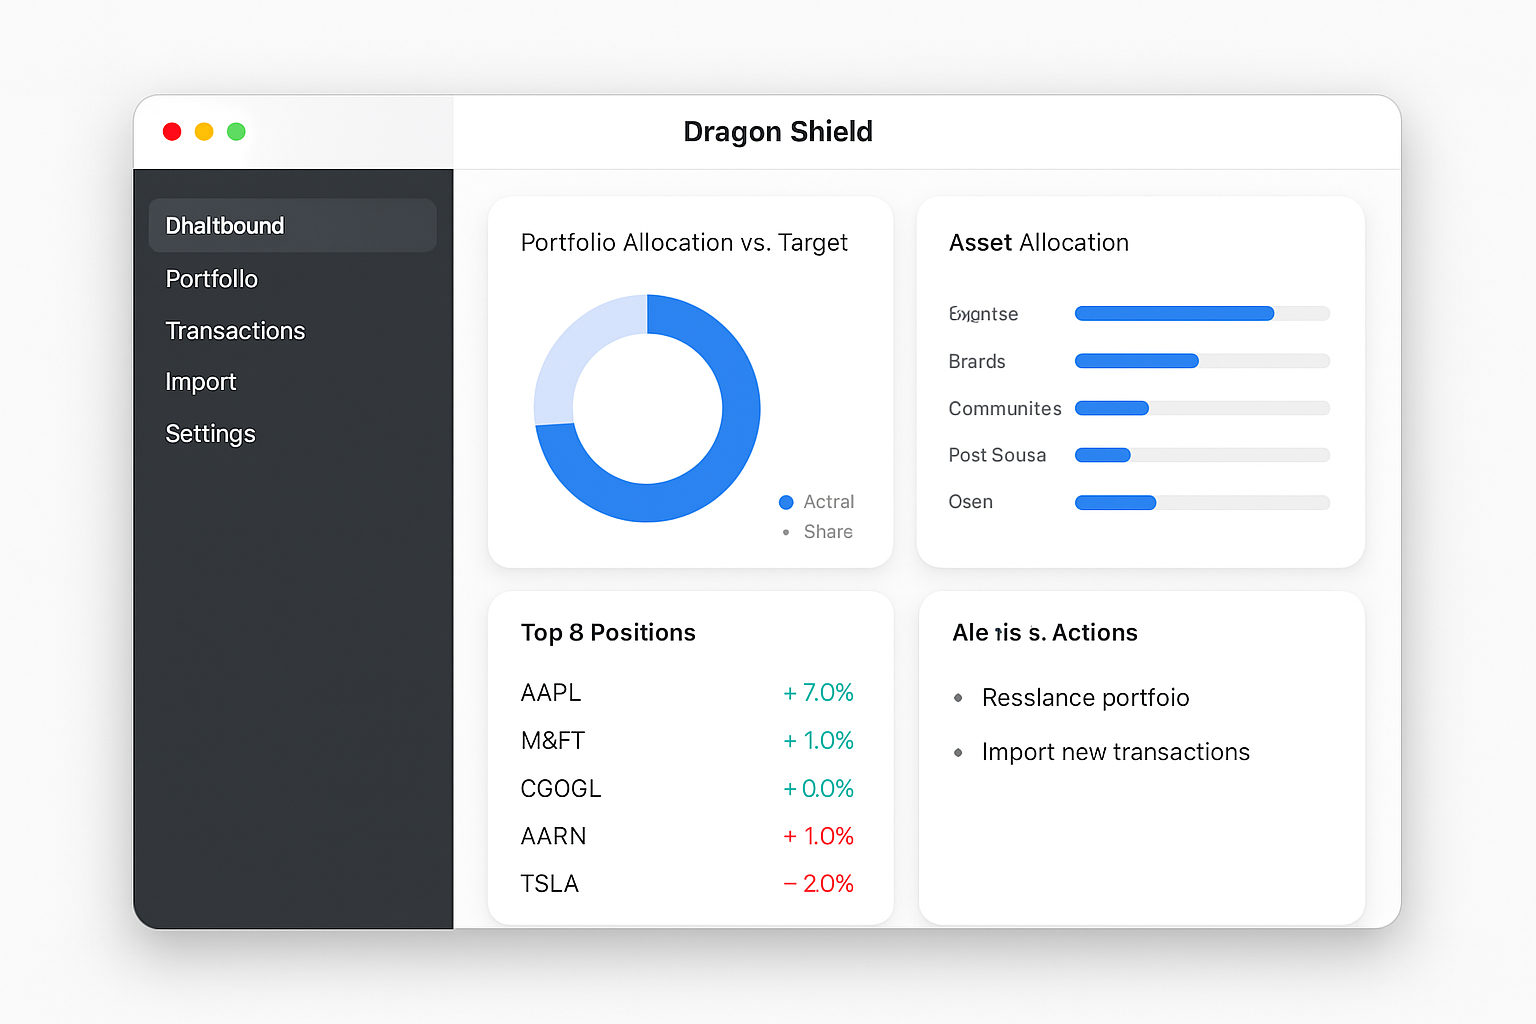 Dragon Shield
Dhaltbound
Portfollo
Transactions
Import
Settings
Portfolio Allocation vs. Target
Actral
Share
Asset Allocation
Brards
Communites
Post Sousa
Osen
Top 8 Positions
AAPL + 7.0%
M&FT + 1.0%
CGOGL + 0.0%
AARN + 1.0%
TSLA − 2.0%
Ale ris s. Actions
• Resslance portfoio
• Import new transactions